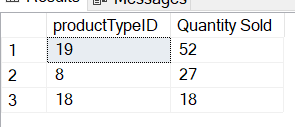 Results Messages
productTypeID Quantity Sold
1 19 52
2 8 27
3 18 18